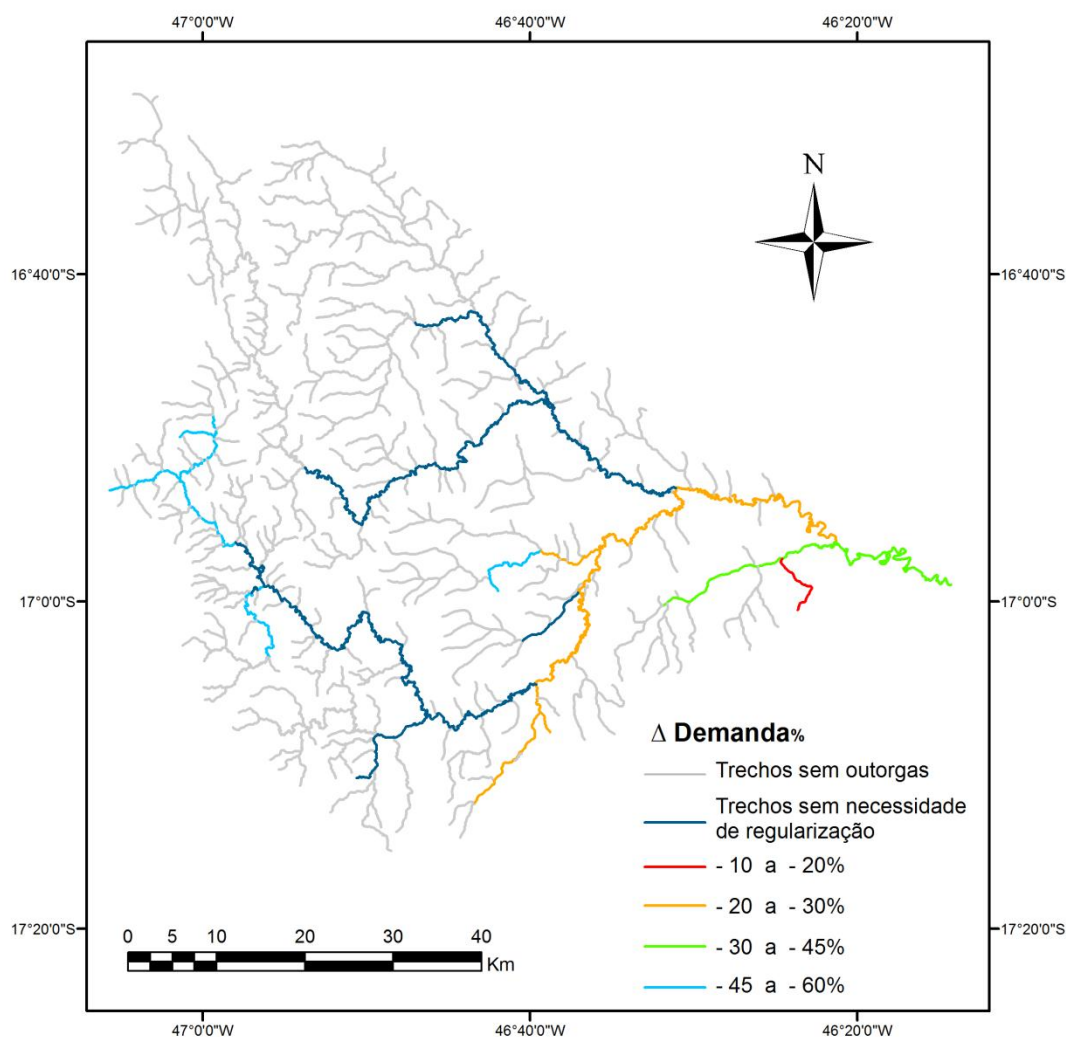 47°0'0"W 46°40'0"W 46°20'0"W
N
16°40'0"S 16°40'0"S
17°0'0"S 17°0'0"S
Δ Demanda%
Trechos sem outorgas
Trechos sem necessidade
de regularização
- 10 a - 20%
- 20 a - 30%
- 30 a - 45%
- 45 a - 60%
17°20'0"S 17°20'0"S
0 5 10 20 30 40
Km
47°0'0"W 46°40'0"W 46°20'0"W